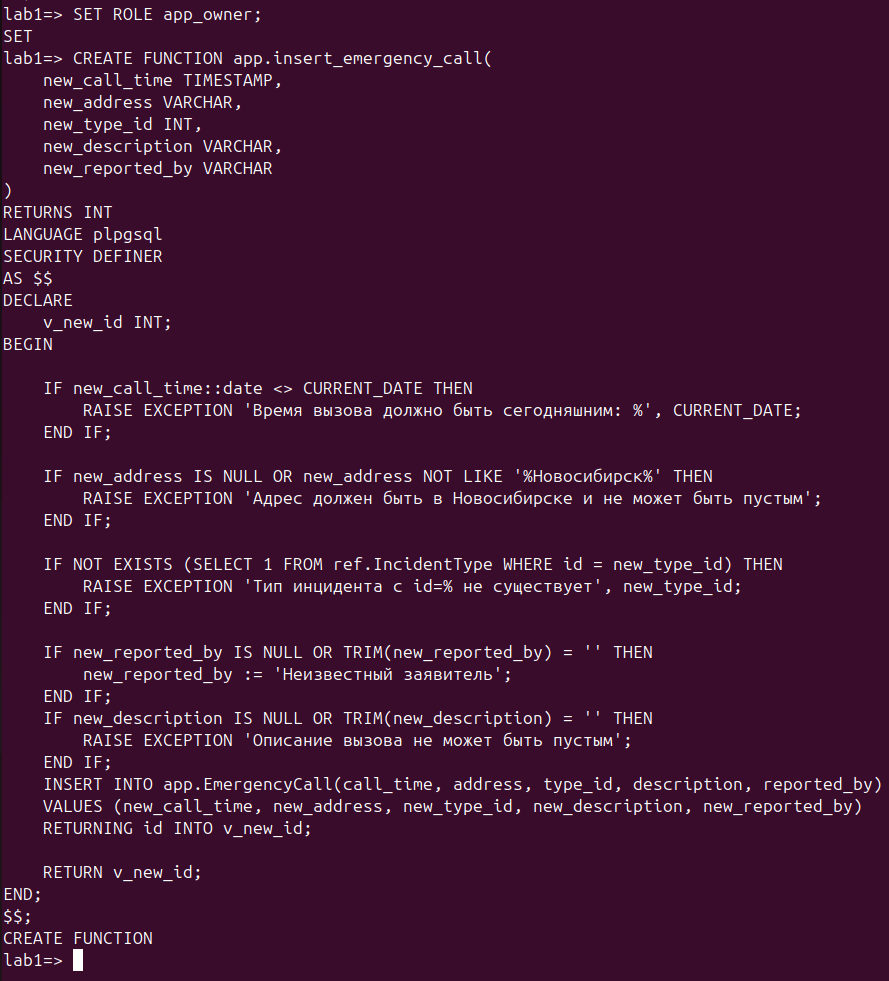 lab1=> SET ROLE app_owner;
SET
lab1=> CREATE FUNCTION app.insert_emergency_call(
    new_call_time TIMESTAMP,
    new_address VARCHAR,
    new_type_id INT,
    new_description VARCHAR,
    new_reported_by VARCHAR
)
RETURNS INT
LANGUAGE plpgsql
SECURITY DEFINER
AS $$
DECLARE
    v_new_id INT;
BEGIN

    IF new_call_time::date <> CURRENT_DATE THEN
        RAISE EXCEPTION 'Время вызова должно быть сегодняшним: %', CURRENT_DATE;
    END IF;

    IF new_address IS NULL OR new_address NOT LIKE '%Новосибирск%' THEN
        RAISE EXCEPTION 'Адрес должен быть в Новосибирске и не может быть пустым';
    END IF;

    IF NOT EXISTS (SELECT 1 FROM ref.IncidentType WHERE id = new_type_id) THEN
        RAISE EXCEPTION 'Тип инцидента с id=% не существует', new_type_id;
    END IF;

    IF new_reported_by IS NULL OR TRIM(new_reported_by) = '' THEN
        new_reported_by := 'Неизвестный заявитель';
    END IF;
    IF new_description IS NULL OR TRIM(new_description) = '' THEN
        RAISE EXCEPTION 'Описание вызова не может быть пустым';
    END IF;
    INSERT INTO app.EmergencyCall(call_time, address, type_id, description, reported_by)
    VALUES (new_call_time, new_address, new_type_id, new_description, new_reported_by)
    RETURNING id INTO v_new_id;

    RETURN v_new_id;
END;
$$;
CREATE FUNCTION
lab1=>